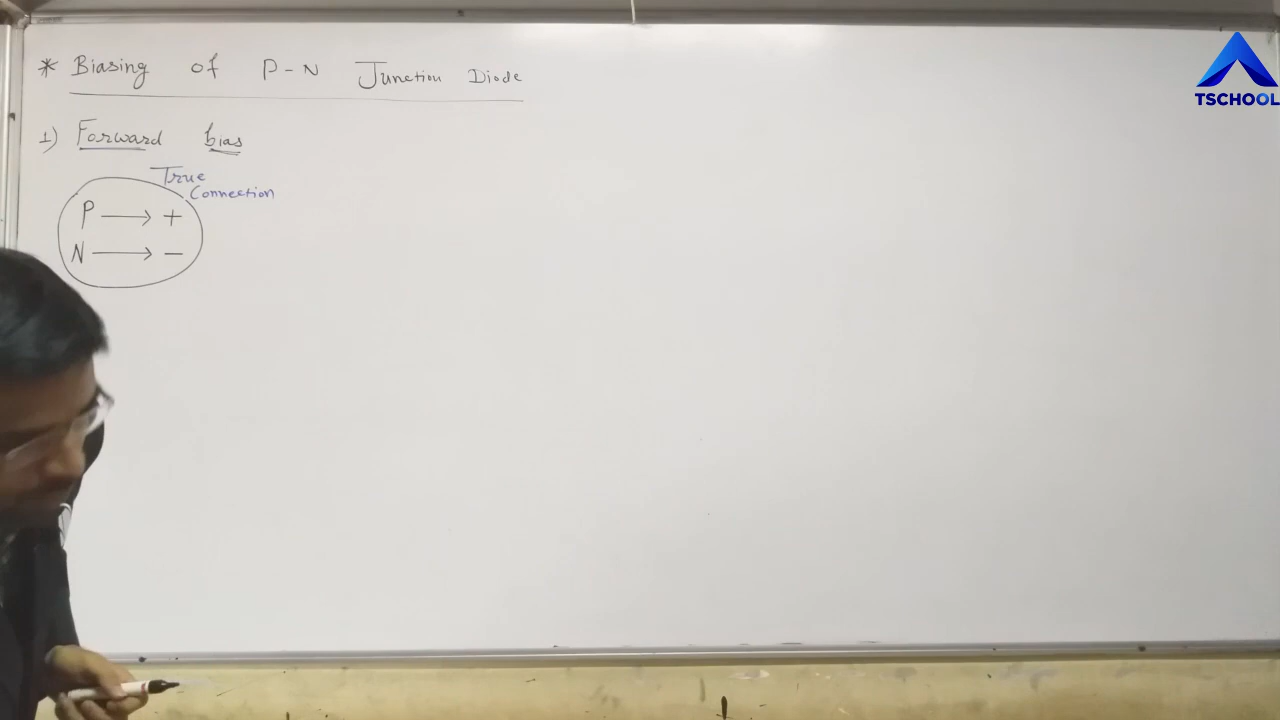 * Biasing of P-N Junction Diode
1) Forward bias
True
Connection
P → +
N → −
TSCHOOL